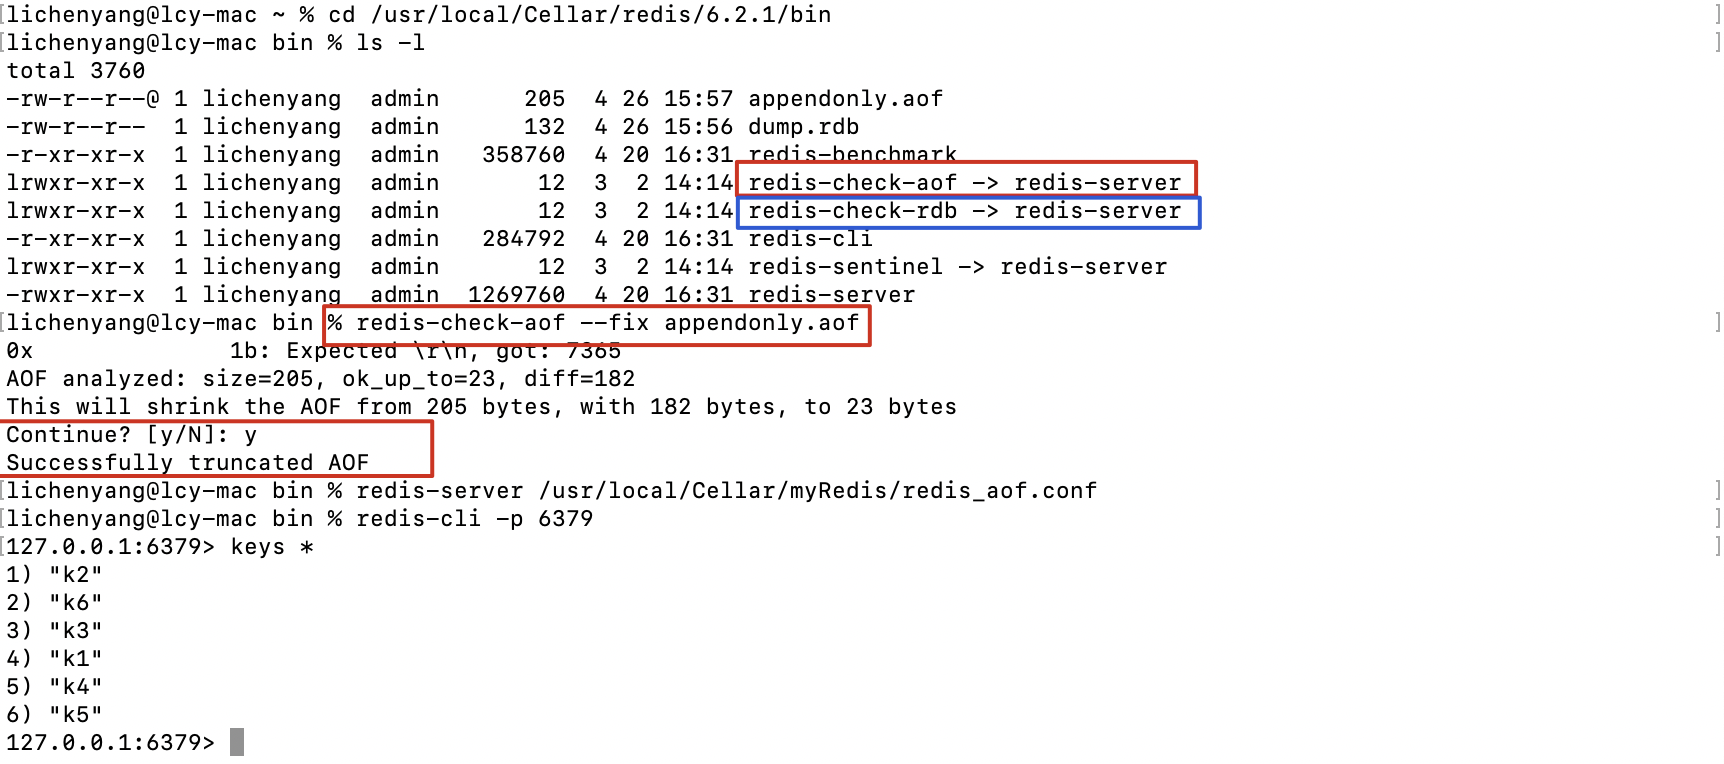 [lichenyang@lcy-mac ~ % cd /usr/local/Cellar/redis/6.2.1/bin ]
[lichenyang@lcy-mac bin % ls -l ]
total 3760
-rw-r--r--@ 1 lichenyang  admin      205  4 26 15:57 appendonly.aof
-rw-r--r--  1 lichenyang  admin      132  4 26 15:56 dump.rdb
-r-xr-xr-x  1 lichenyang  admin   358760  4 20 16:31 redis-benchmark
lrwxr-xr-x  1 lichenyang  admin       12  3  2 14:14 redis-check-aof -> redis-server
lrwxr-xr-x  1 lichenyang  admin       12  3  2 14:14 redis-check-rdb -> redis-server
-r-xr-xr-x  1 lichenyang  admin   284792  4 20 16:31 redis-cli
lrwxr-xr-x  1 lichenyang  admin       12  3  2 14:14 redis-sentinel -> redis-server
-rwxr-xr-x  1 lichenyang  admin  1269760  4 20 16:31 redis-server
[lichenyang@lcy-mac bin % redis-check-aof --fix appendonly.aof ]
0x              1b: Expected \r\n, got: 7365
AOF analyzed: size=205, ok_up_to=23, diff=182
This will shrink the AOF from 205 bytes, with 182 bytes, to 23 bytes
Continue? [y/N]: y
Successfully truncated AOF
[lichenyang@lcy-mac bin % redis-server /usr/local/Cellar/myRedis/redis_aof.conf ]
[lichenyang@lcy-mac bin % redis-cli -p 6379 ]
[127.0.0.1:6379> keys * ]
1) "k2"
2) "k6"
3) "k3"
4) "k1"
5) "k4"
6) "k5"
127.0.0.1:6379>